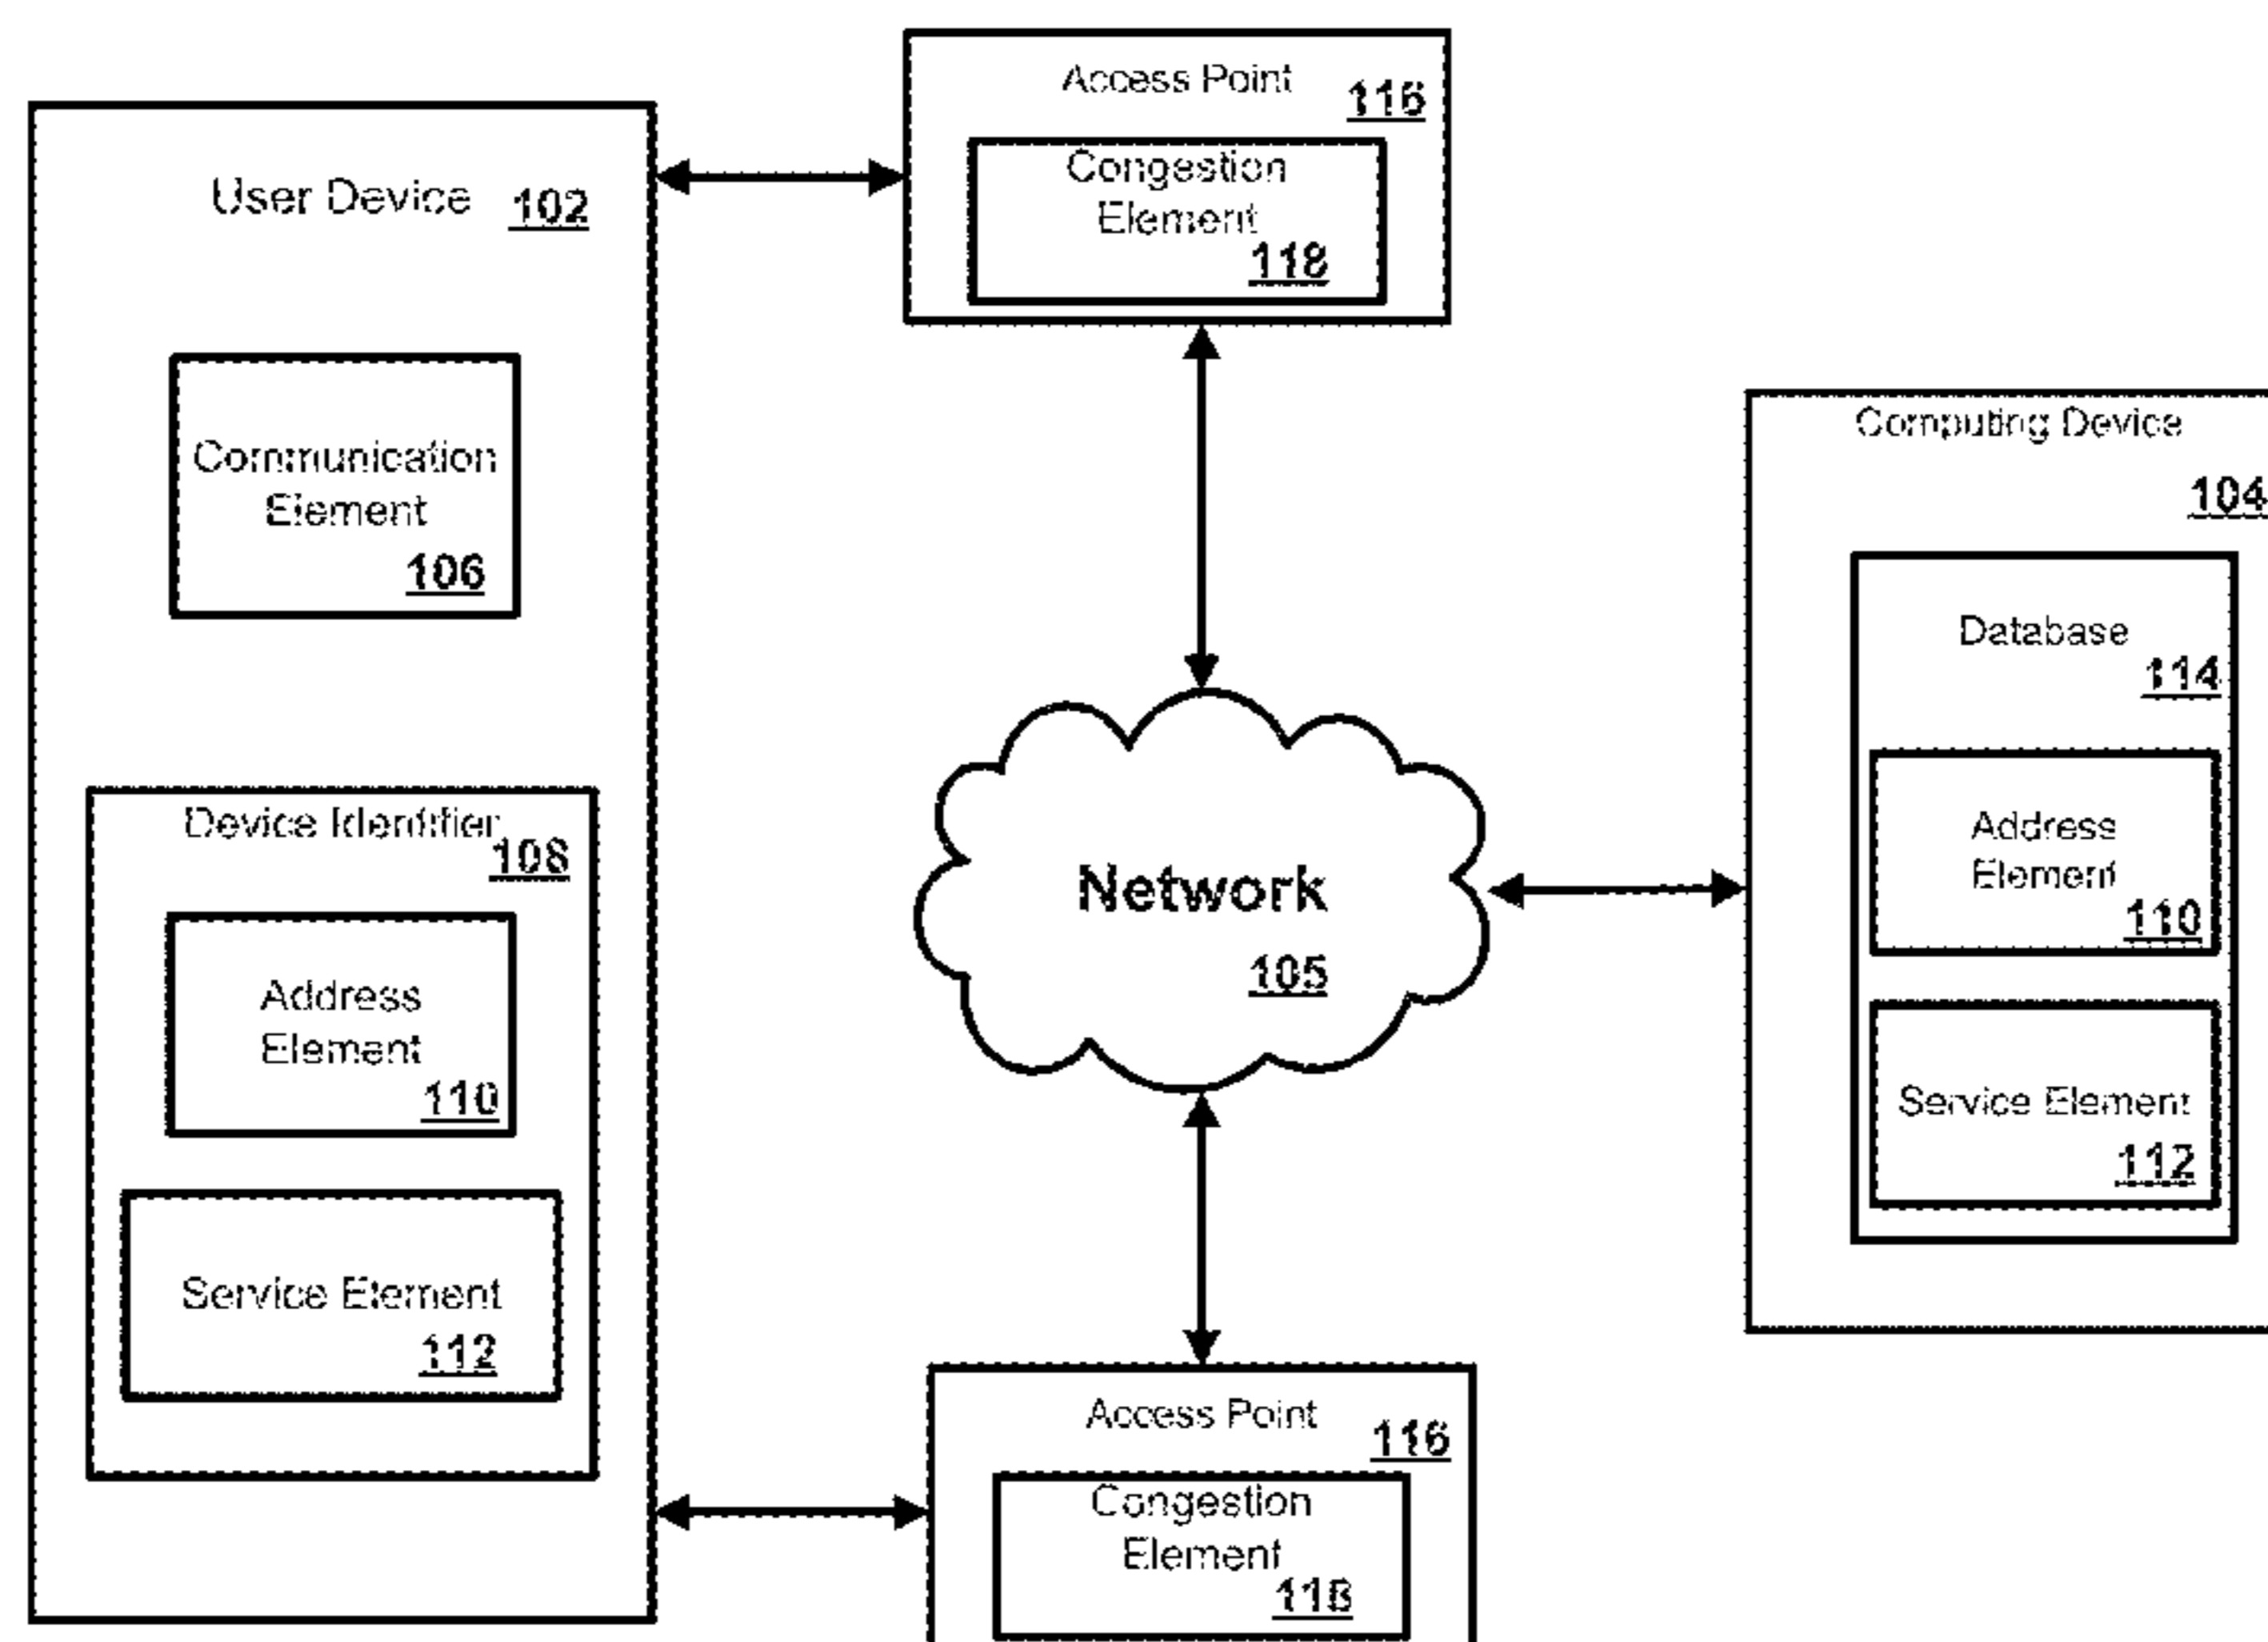 User Device 102
Communication
Element
106
Device Identifier
108
Address
Element
110
Service Element
112
Access Point
116
Congestion
Element
118
Network
105
Access Point
116
Congestion
Element
118
Computing Device
104
Database
114
Address
Element
110
Service Element
112